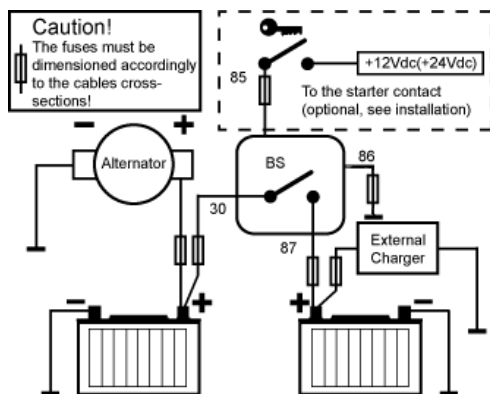 Caution!
The fuses must be
dimensioned accordingly
to the cables cross-
sections!
85
+12Vdc(+24Vdc)
To the starter contact
(optional, see installation)
- +
Alternator
BS
86
30
87
External
Charger
- +
+ -